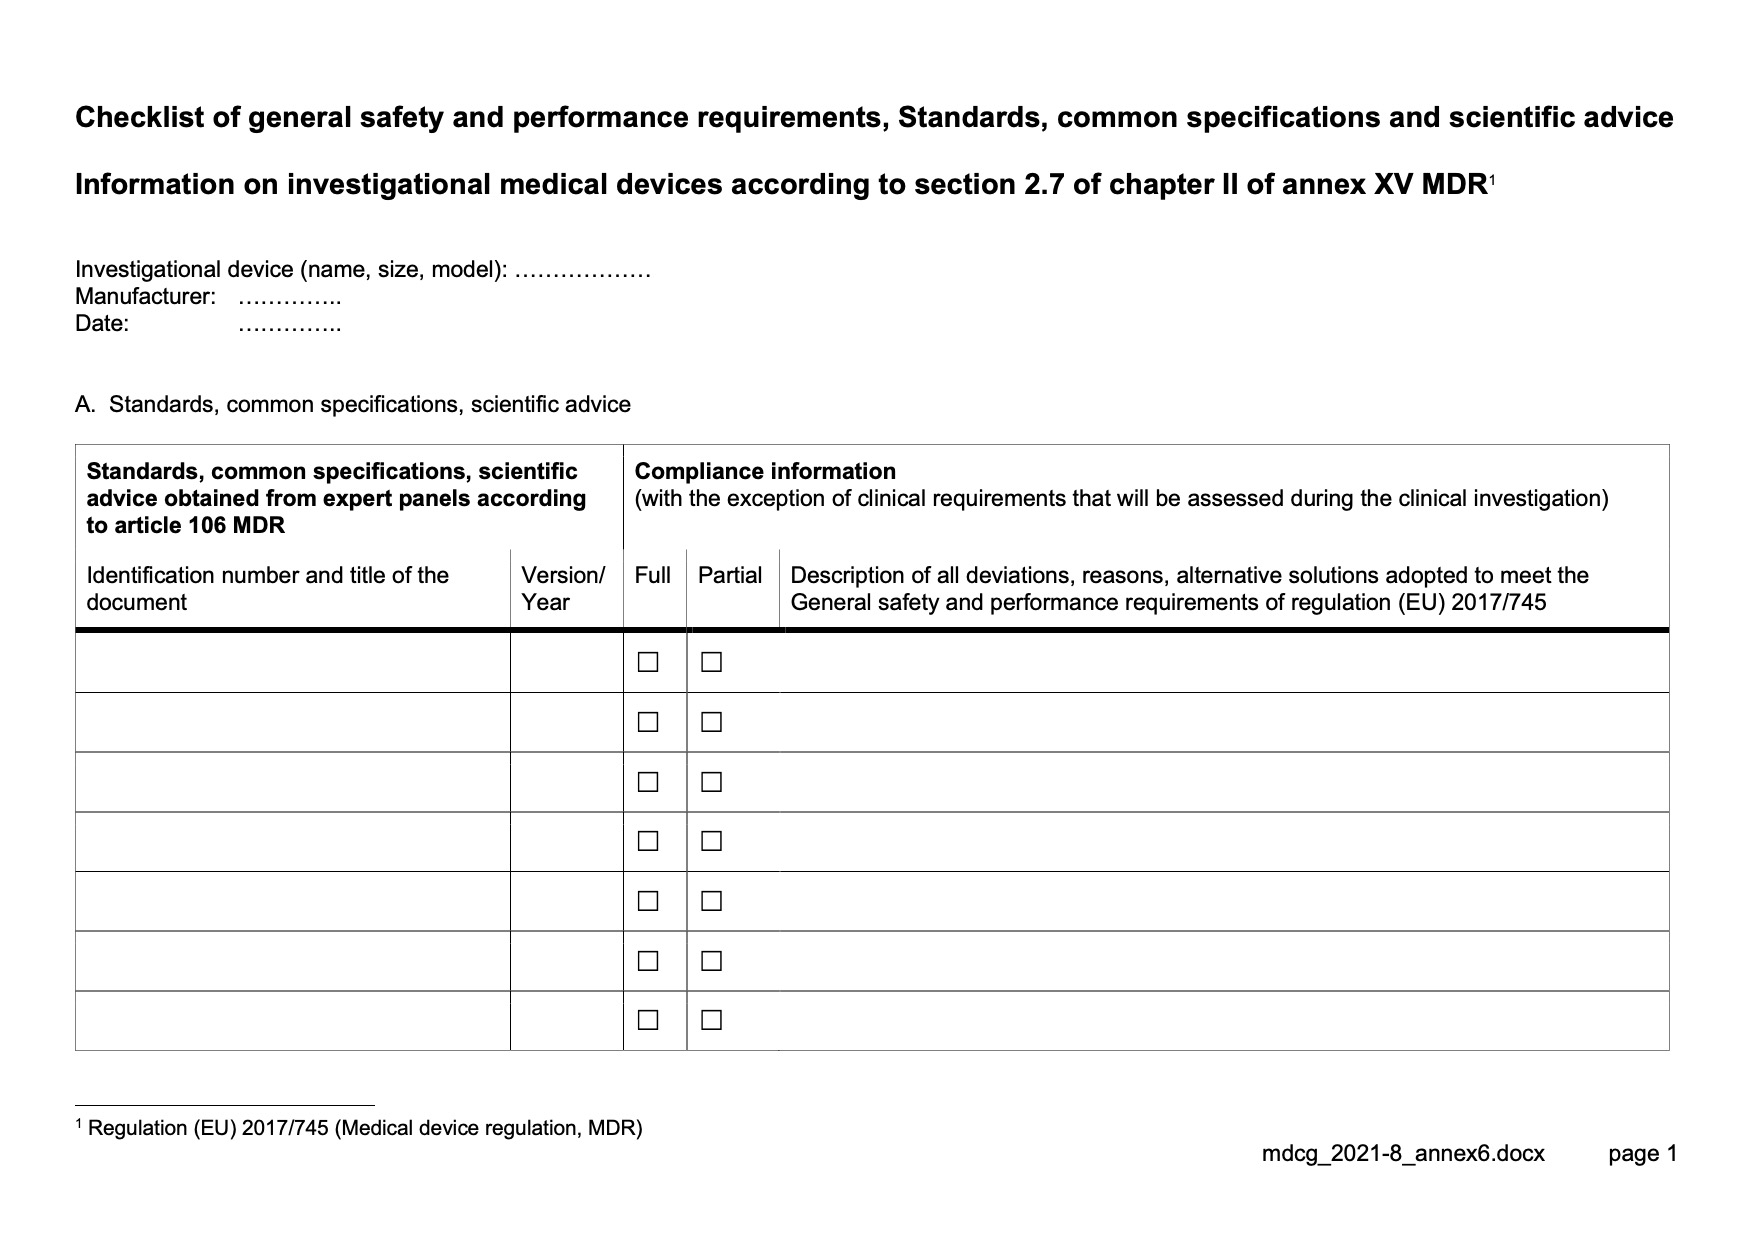 Checklist of general safety and performance requirements, Standards, common specifications and scientific advice
Information on investigational medical devices according to section 2.7 of chapter II of annex XV MDR¹
Investigational device (name, size, model): ………………
Manufacturer: …………..
Date: …………..
A. Standards, common specifications, scientific advice
Standards, common specifications, scientific
advice obtained from expert panels according
to article 106 MDR
Compliance information
(with the exception of clinical requirements that will be assessed during the clinical investigation)
Identification number and title of the
document
Version/
Year
Full
Partial
Description of all deviations, reasons, alternative solutions adopted to meet the
General safety and performance requirements of regulation (EU) 2017/745
☐ ☐
☐ ☐
☐ ☐
☐ ☐
☐ ☐
☐ ☐
☐ ☐
¹ Regulation (EU) 2017/745 (Medical device regulation, MDR)
mdcg_2021-8_annex6.docx page 1